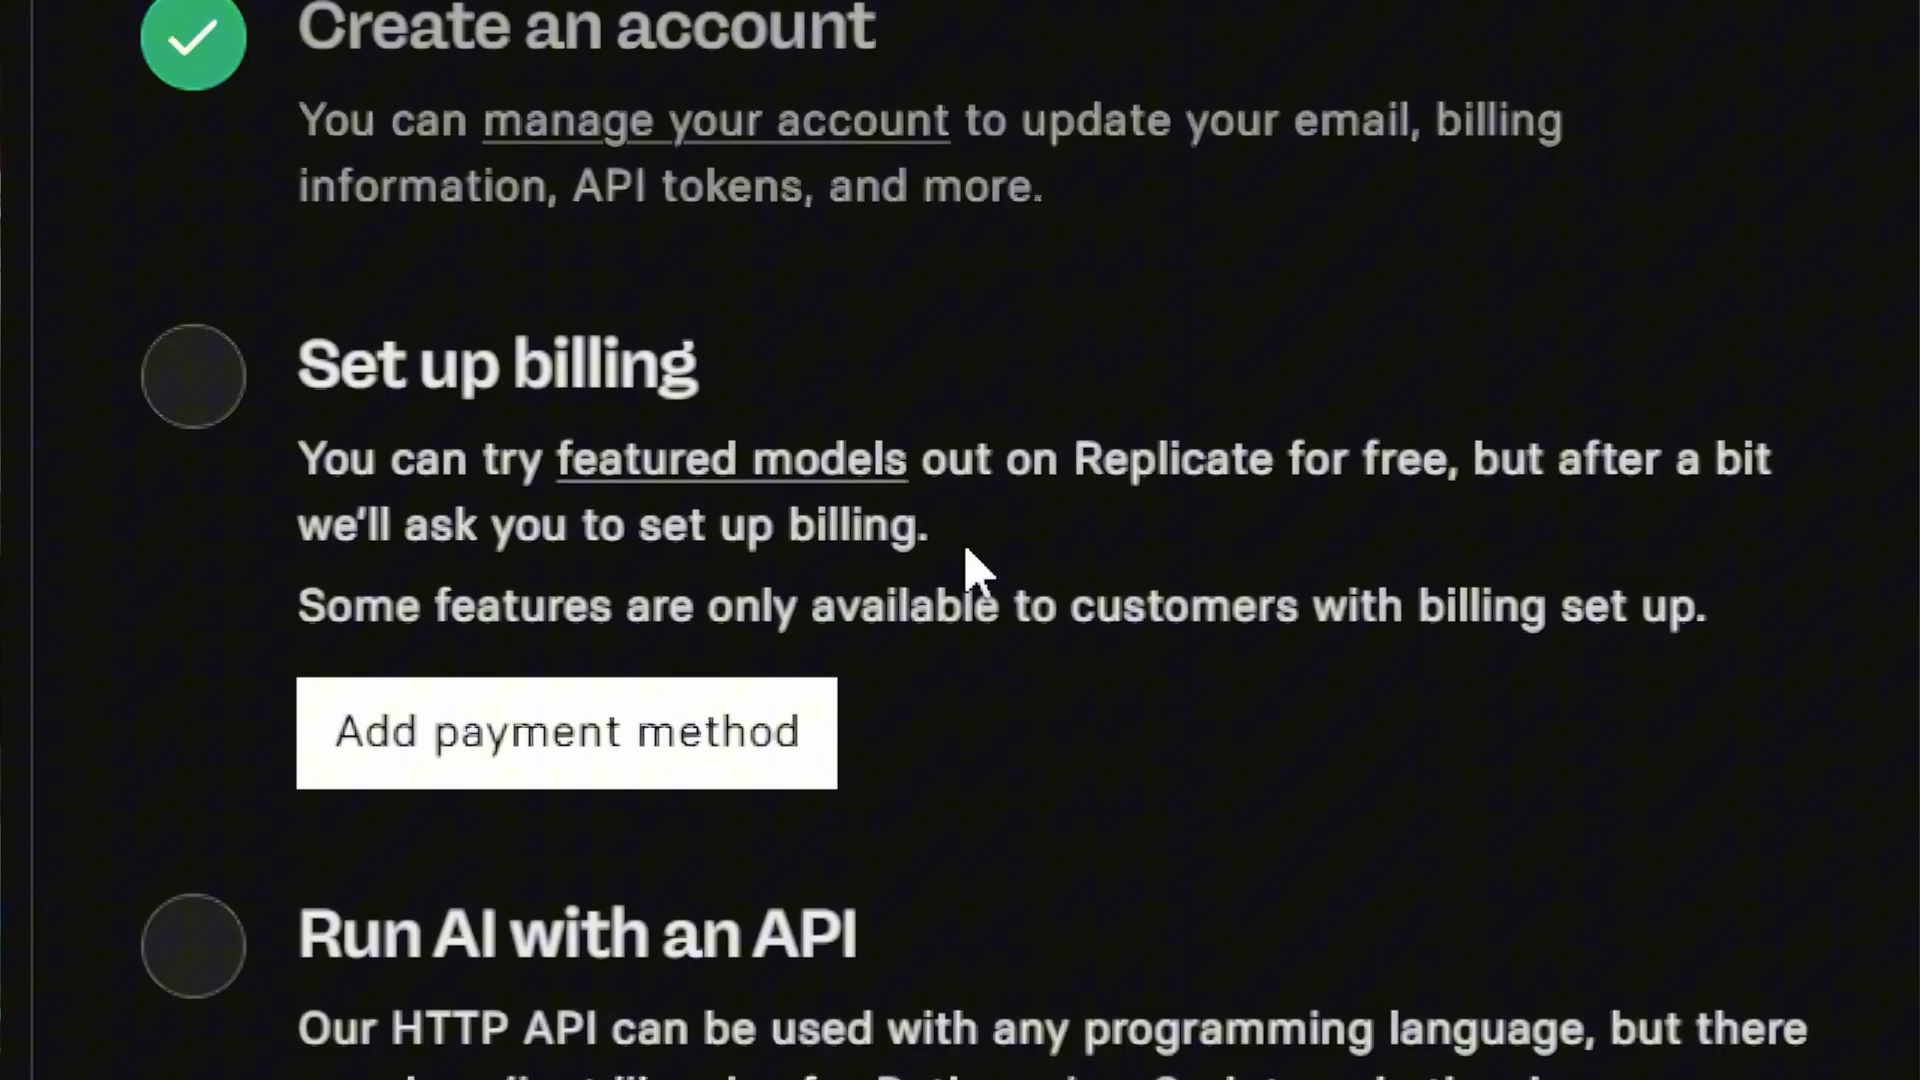 Create an account
You can manage your account to update your email, billing
information, API tokens, and more.
Set up billing
You can try featured models out on Replicate for free, but after a bit
we'll ask you to set up billing.
Some features are only available to customers with billing set up.
Add payment method
Run AI with an API
Our HTTP API can be used with any programming language, but there